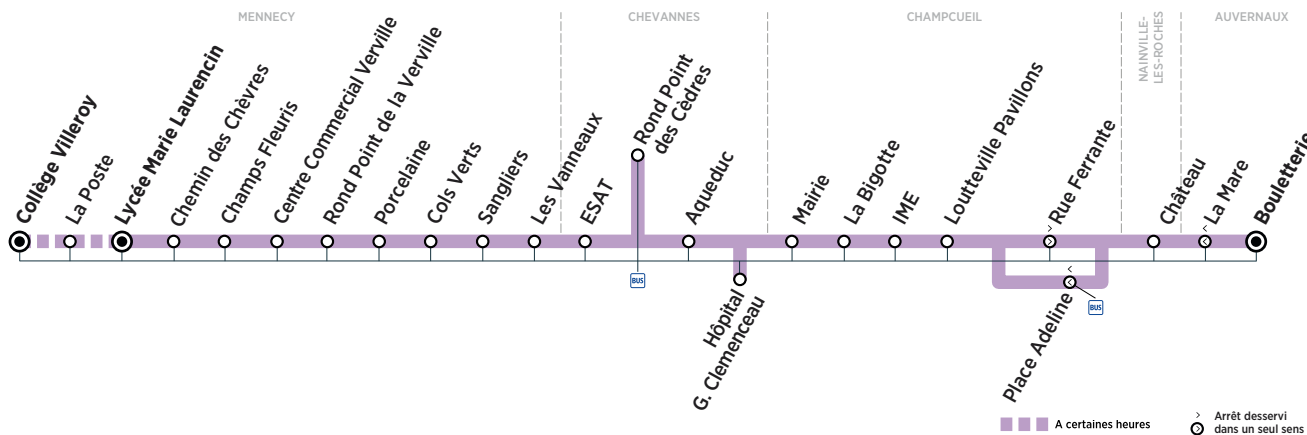 MENNECY
CHEVANNES
CHAMPCUEIL
NAINVILLE-
LES-ROCHES
AUVERNAUX
Collège Villeroy
La Poste
Lycée Marie Laurencin
Chemin des Chèvres
Champs Fleuris
Centre Commercial Verville
Rond Point de la Verville
Porcelaine
Cols Verts
Sangliers
Les Vanneaux
ESAT
Rond Point
des Cèdres
BUS
Aqueduc
Hôpital
G. Clemenceau
Mairie
La Bigotte
IME
Loutteville Pavillons
Rue Ferrante
Place Adeline
BUS
Château
La Mare
Bouletterie
A certaines heures
Arrêt desservi
dans un seul sens